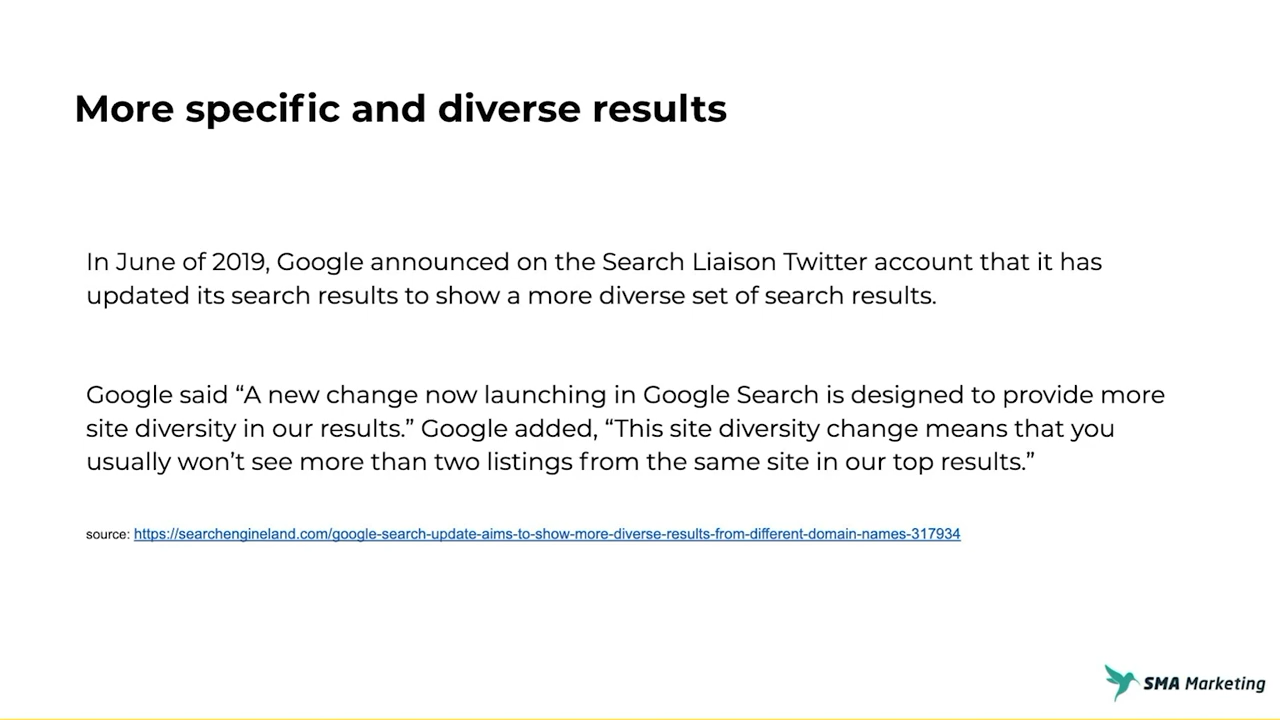 More specific and diverse results
In June of 2019, Google announced on the Search Liaison Twitter account that it has
updated its search results to show a more diverse set of search results.
Google said “A new change now launching in Google Search is designed to provide more
site diversity in our results.” Google added, “This site diversity change means that you
usually won’t see more than two listings from the same site in our top results.”
source: https://searchengineland.com/google-search-update-aims-to-show-more-diverse-results-from-different-domain-names-317934
SMA Marketing